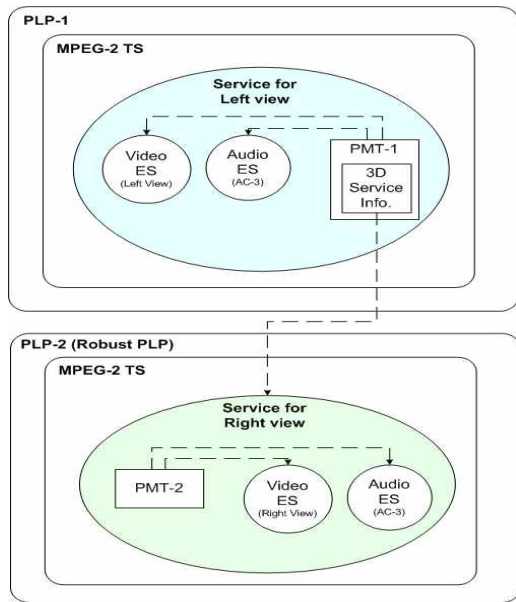 PLP-1
MPEG-2 TS
Service for
Left view
Video
ES
(Left View)
Audio
ES
(AC-3)
PMT-1
3D
Service
Info.
PLP-2 (Robust PLP)
MPEG-2 TS
Service for
Right view
PMT-2
Video
ES
(Right View)
Audio
ES
(AC-3)